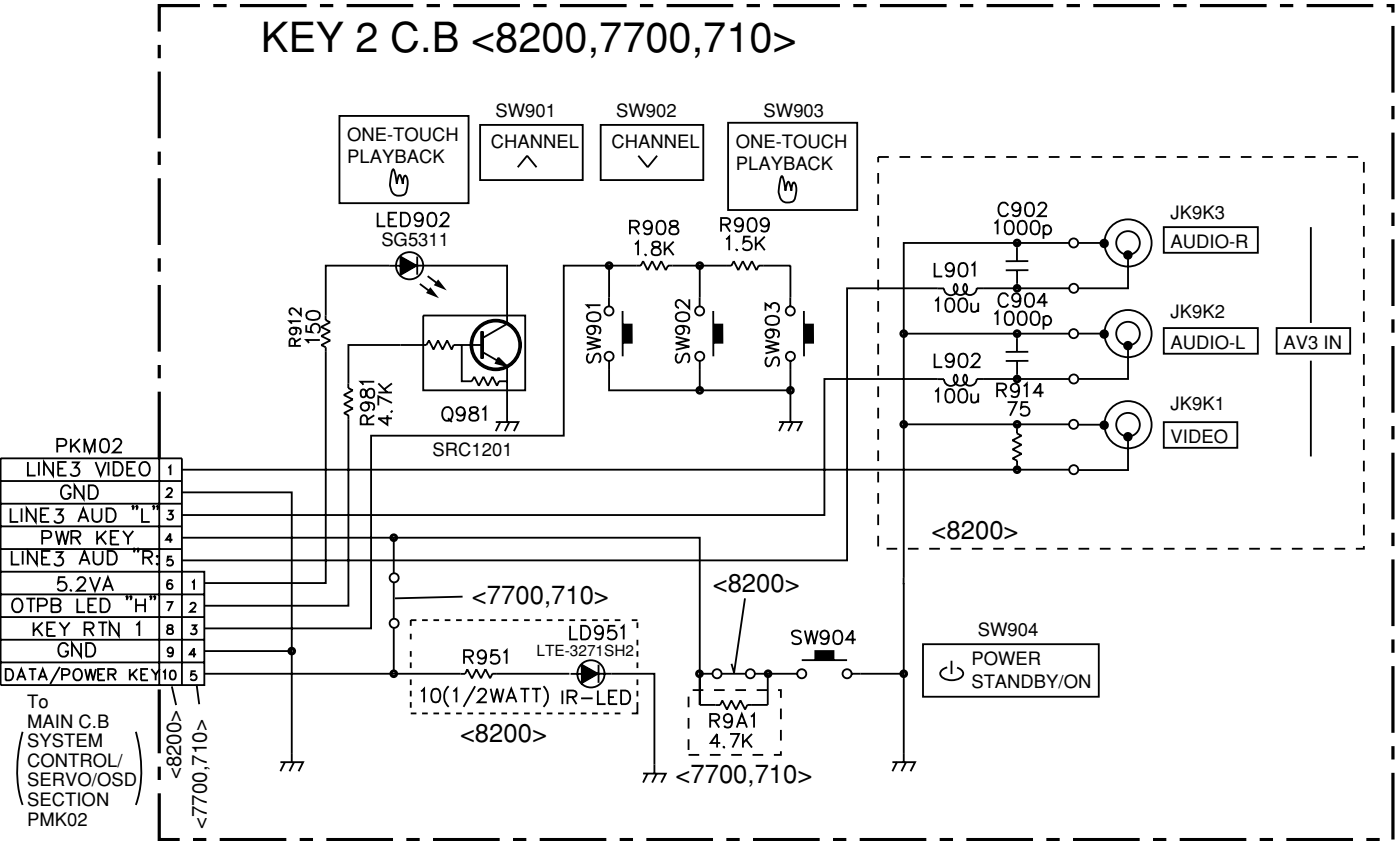 KEY 2 C.B <8200,7700,710>
ONE-TOUCH
PLAYBACK
SW901
CHANNEL
SW902
CHANNEL
SW903
ONE-TOUCH
PLAYBACK
LED902
SG5311
R908
1.8K
R909
1.5K
R912
150
R981
4.7K
Q981
SRC1201
SW901
SW902
SW903
C902
1000p
L901
100u
C904
1000p
L902
100u
R914
75
JK9K3
AUDIO-R
JK9K2
AUDIO-L
AV3 IN
JK9K1
VIDEO
<8200>
PKM02
LINE3 VIDEO 1
GND 2
LINE3 AUD "L" 3
PWR KEY 4
LINE3 AUD "R: 5
5.2VA 6 1
OTPB LED "H" 7 2
KEY RTN 1 8 3
GND 9 4
DATA/POWER KEY 10 5
To
MAIN C.B
SYSTEM
CONTROL/
SERVO/OSD
SECTION
PMK02
<8200>
<7700,710>
<7700,710>
LD951
LTE-3271SH2
R951
10(1/2WATT) IR-LED
<8200>
<8200>
SW904
R9A1
4.7K
<7700,710>
SW904
POWER
STANDBY/ON